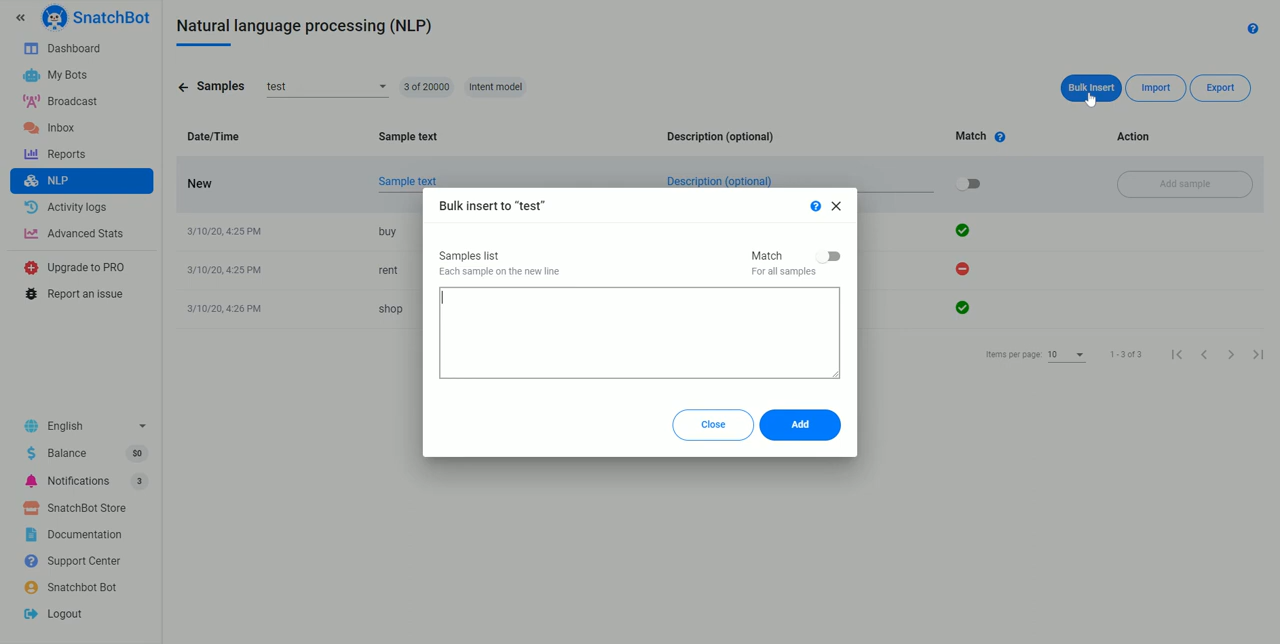 «
SnatchBot
Dashboard
My Bots
Broadcast
Inbox
Reports
NLP
Activity logs
Advanced Stats
Upgrade to PRO
Report an issue
English
Balance $0
Notifications 3
SnatchBot Store
Documentation
Support Center
Snatchbot Bot
Logout
Natural language processing (NLP)
?
Samples test 3 of 20000 Intent model Bulk Insert Import Export
Date/Time Sample text Description (optional) Match ? Action
New Sample text Description (optional) Add sample
3/10/20, 4:25 PM buy
3/10/20, 4:25 PM rent
3/10/20, 4:26 PM shop
Items per page: 10 1 - 3 of 3
Bulk insert to "test" ?
Samples list Match
Each sample on the new line For all samples
Close Add